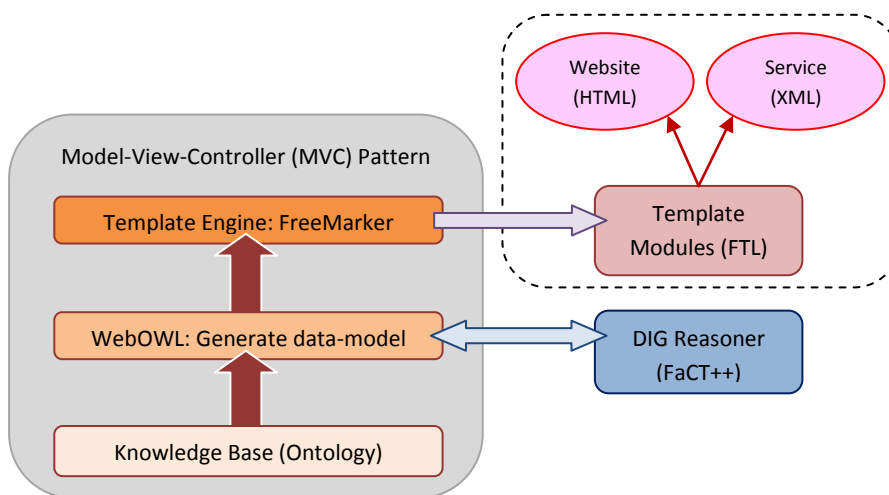 Website
(HTML)
Service
(XML)
Model-View-Controller (MVC) Pattern
Template Engine: FreeMarker
Template
Modules (FTL)
WebOWL: Generate data-model
DIG Reasoner
(FaCT++)
Knowledge Base (Ontology)